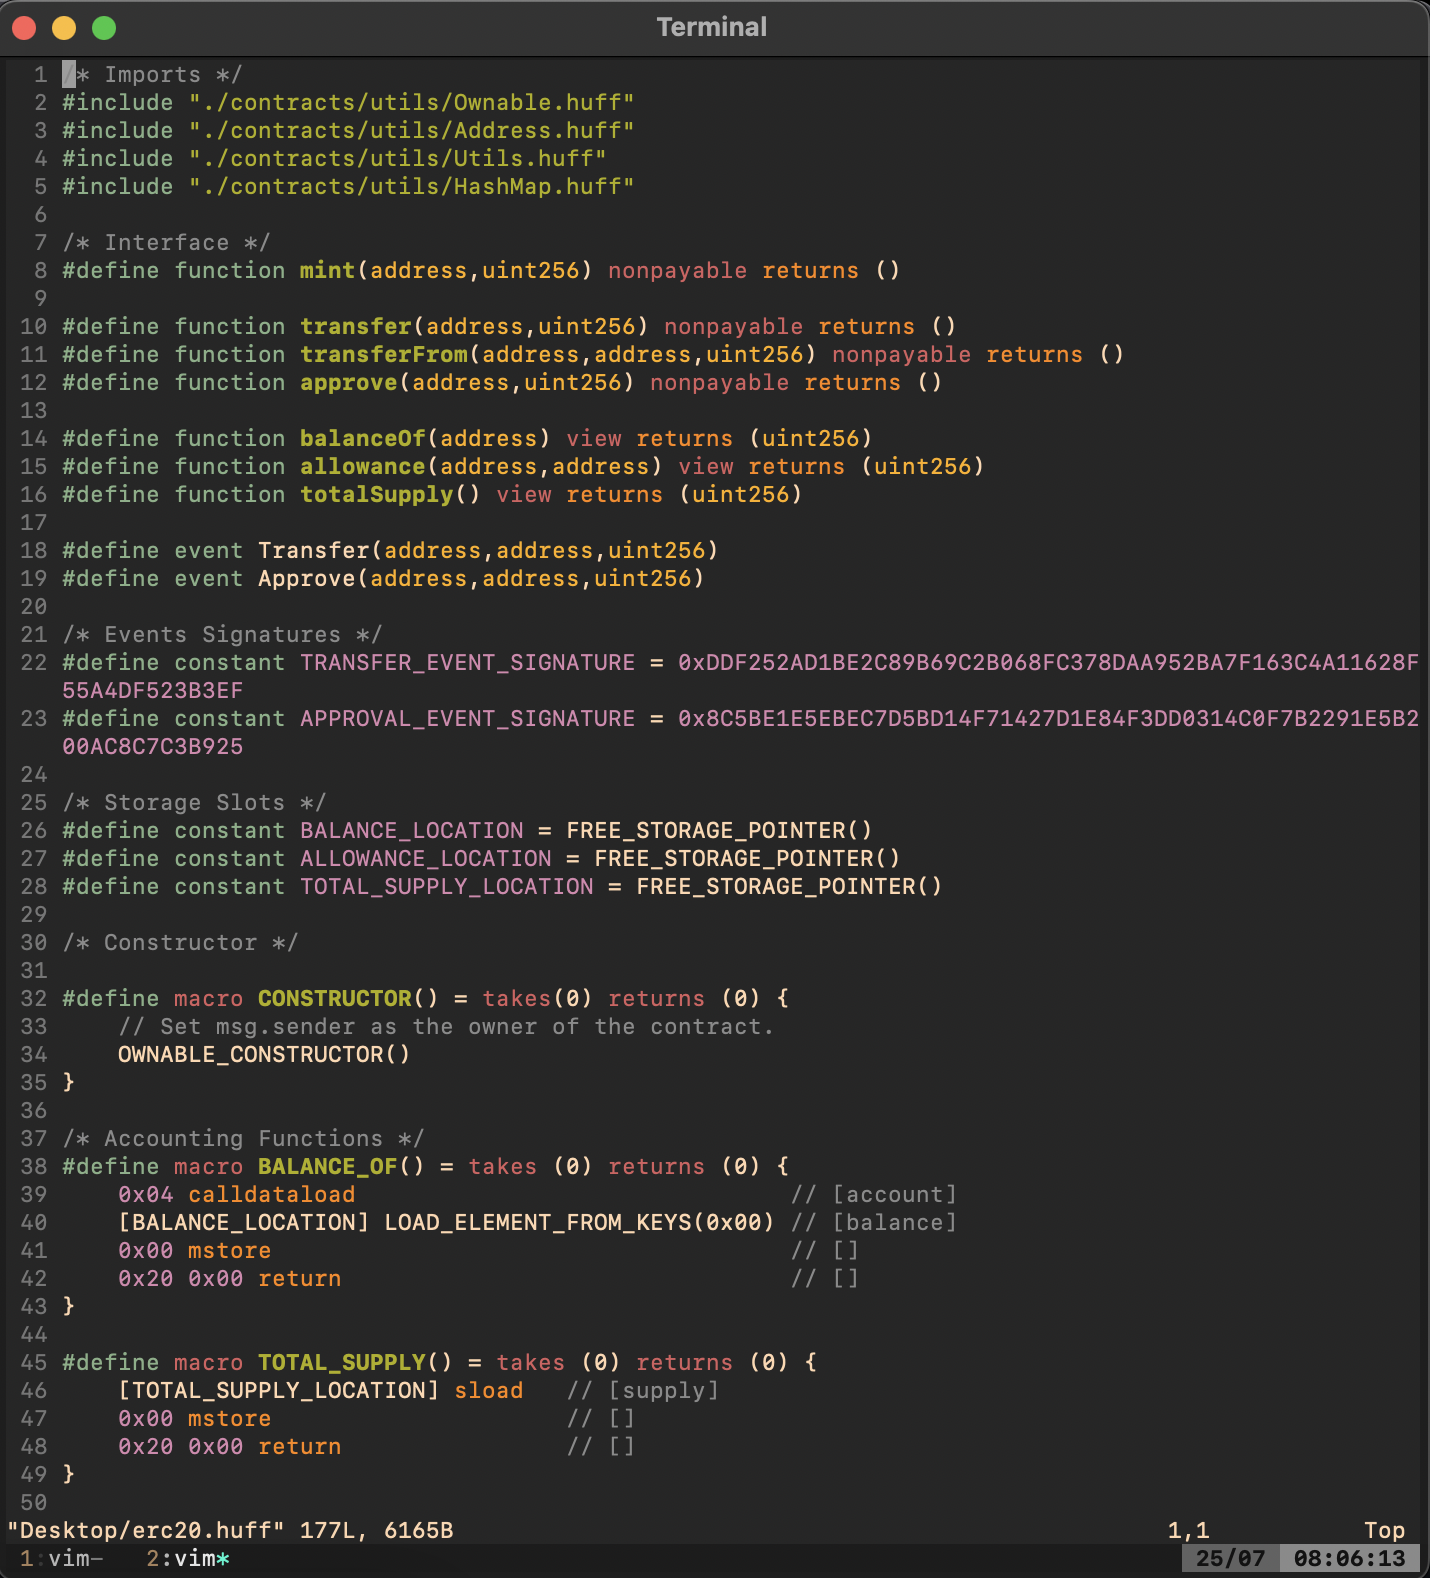 Terminal
1 /* Imports */
2 #include "./contracts/utils/Ownable.huff"
3 #include "./contracts/utils/Address.huff"
4 #include "./contracts/utils/Utils.huff"
5 #include "./contracts/utils/HashMap.huff"
6
7 /* Interface */
8 #define function mint(address,uint256) nonpayable returns ()
9
10 #define function transfer(address,uint256) nonpayable returns ()
11 #define function transferFrom(address,address,uint256) nonpayable returns ()
12 #define function approve(address,uint256) nonpayable returns ()
13
14 #define function balanceOf(address) view returns (uint256)
15 #define function allowance(address,address) view returns (uint256)
16 #define function totalSupply() view returns (uint256)
17
18 #define event Transfer(address,address,uint256)
19 #define event Approve(address,address,uint256)
20
21 /* Events Signatures */
22 #define constant TRANSFER_EVENT_SIGNATURE = 0xDDF252AD1BE2C89B69C2B068FC378DAA952BA7F163C4A11628F
55A4DF523B3EF
23 #define constant APPROVAL_EVENT_SIGNATURE = 0x8C5BE1E5EBEC7D5BD14F71427D1E84F3DD0314C0F7B2291E5B2
00AC8C7C3B925
24
25 /* Storage Slots */
26 #define constant BALANCE_LOCATION = FREE_STORAGE_POINTER()
27 #define constant ALLOWANCE_LOCATION = FREE_STORAGE_POINTER()
28 #define constant TOTAL_SUPPLY_LOCATION = FREE_STORAGE_POINTER()
29
30 /* Constructor */
31
32 #define macro CONSTRUCTOR() = takes(0) returns (0) {
33     // Set msg.sender as the owner of the contract.
34     OWNABLE_CONSTRUCTOR()
35 }
36
37 /* Accounting Functions */
38 #define macro BALANCE_OF() = takes (0) returns (0) {
39     0x04 calldataload                               // [account]
40     [BALANCE_LOCATION] LOAD_ELEMENT_FROM_KEYS(0x00) // [balance]
41     0x00 mstore                                     // []
42     0x20 0x00 return                                // []
43 }
44
45 #define macro TOTAL_SUPPLY() = takes (0) returns (0) {
46     [TOTAL_SUPPLY_LOCATION] sload   // [supply]
47     0x00 mstore                     // []
48     0x20 0x00 return                // []
49 }
50
"Desktop/erc20.huff" 177L, 6165B 1,1 Top
1:vim- 2:vim* 25/07 08:06:13